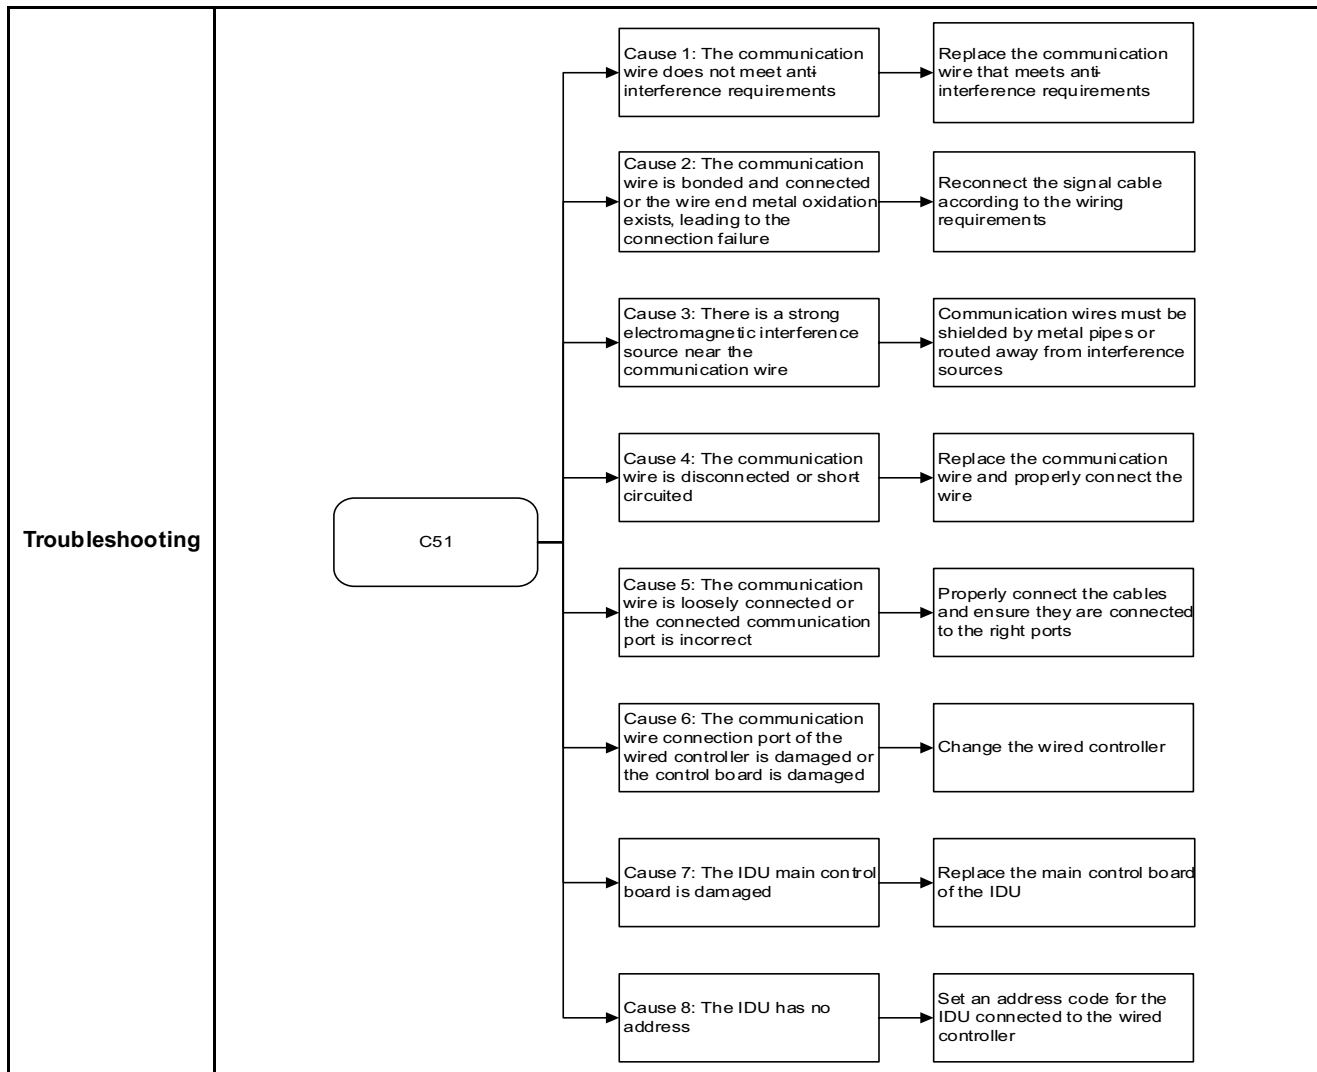 Troubleshooting
C51
Cause 1: The communication
wire does not meet anti-
interference requirements
Replace the communication
wire that meets anti-
interference requirements
Cause 2: The communication
wire is bonded and connected
or the wire end metal oxidation
exists, leading to the
connection failure
Reconnect the signal cable
according to the wiring
requirements
Cause 3: There is a strong
electromagnetic interference
source near the
communication wire
Communication wires must be
shielded by metal pipes or
routed away from interference
sources
Cause 4: The communication
wire is disconnected or short-
circuited
Replace the communication
wire and properly connect the
wire
Cause 5: The communication
wire is loosely connected or
the connected communication
port is incorrect
Properly connect the cables
and ensure they are connected
to the right ports
Cause 6: The communication
wire connection port of the
wired controller is damaged or
the control board is damaged
Change the wired controller
Cause 7: The IDU main control
board is damaged
Replace the main control board
of the IDU
Cause 8: The IDU has no
address
Set an address code for the
IDU connected to the wired
controller